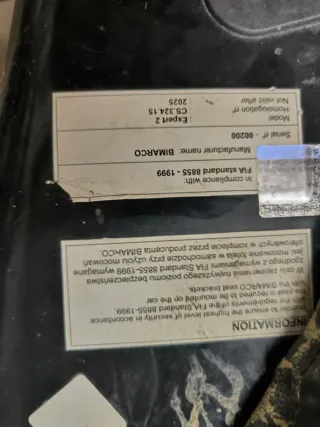 In compliance with:
FIA standard 8855 - 1999
Manufacturer name: BIMARCO
Serial n° - 00200
Model : Expert 2
Homologation n° CS.324.15
Not valid after : 2025
INFORMATION
order to ensure the highest level of security in accordance
with the requirements of the FIA Standard 8855-1999,
the seat is required to be mounted on the car
with the BIMARCO seat brackets.
W celu zapewnienia najwyższego poziomu bezpieczeństwa
zgodnego z wymaganiami FIA Standard 8855-1999 wymagane
jest mocowanie fotela w samochodzie przy użyciu mocowań
oferowanych w komplecie przez producenta BIMARCO.